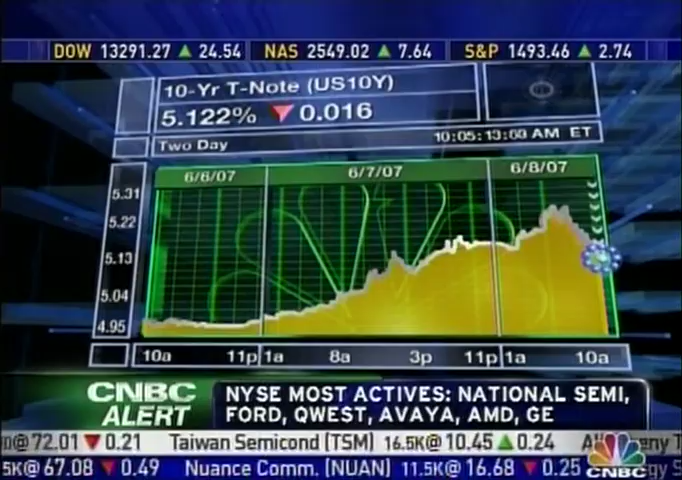 DOW 13291.27 ▲ 24.54 NAS 2549.02 ▲ 7.64 S&P 1493.46 ▲ 2.74
10-Yr T-Note (US10Y)
5.122% ▼ 0.016
Two Day 10:05:13 AM ET
6/6/07 6/7/07 6/8/07
5.31
5.22
5.13
5.04
4.95
10a 11p 1a 8a 3p 11p 1a 10a
CNBC
ALERT
NYSE MOST ACTIVES: NATIONAL SEMI,
FORD, QWEST, AVAYA, AMD, GE
@72.01 ▼ 0.21 Taiwan Semicond (TSM) 16.5K@10.45 ▲ 0.24
5K@67.08 ▼ 0.49 Nuance Comm. (NUAN) 11.5K@16.68 ▼ 0.25
CNBC